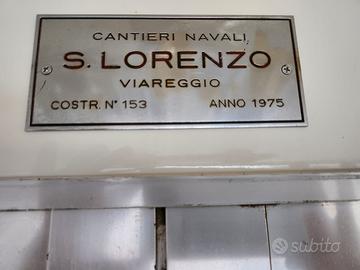 CANTIERI NAVALI
S. LORENZO
VIAREGGIO
COSTR. N° 153 ANNO 1975
subito